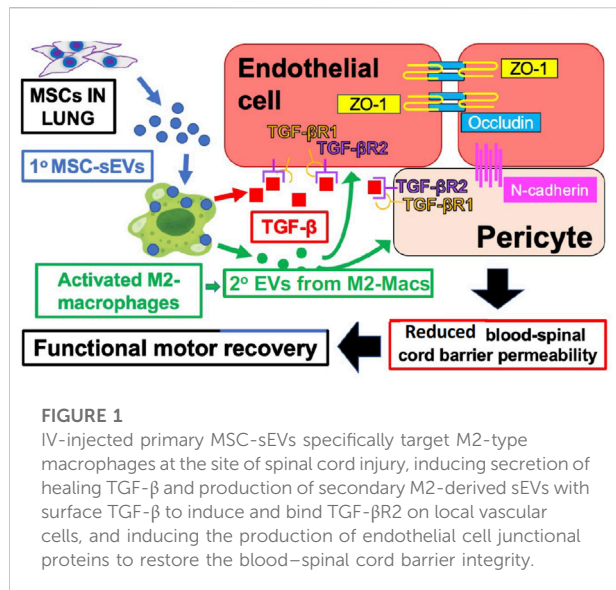 MSCs IN
LUNG
1º MSC-sEVs
Activated M2-
macrophages
2º EVs from M2-Macs
TGF-β
Endothelial
cell
ZO-1
ZO-1
Occludin
TGF-βR1
TGF-βR2
TGF-βR2
TGF-βR1
N-cadherin
Pericyte
Reduced blood-spinal
cord barrier permeability
Functional motor recovery
FIGURE 1
IV-injected primary MSC-sEVs specifically target M2-type
macrophages at the site of spinal cord injury, inducing secretion of
healing TGF-β and production of secondary M2-derived sEVs with
surface TGF-β to induce and bind TGF-βR2 on local vascular
cells, and inducing the production of endothelial cell junctional
proteins to restore the blood–spinal cord barrier integrity.